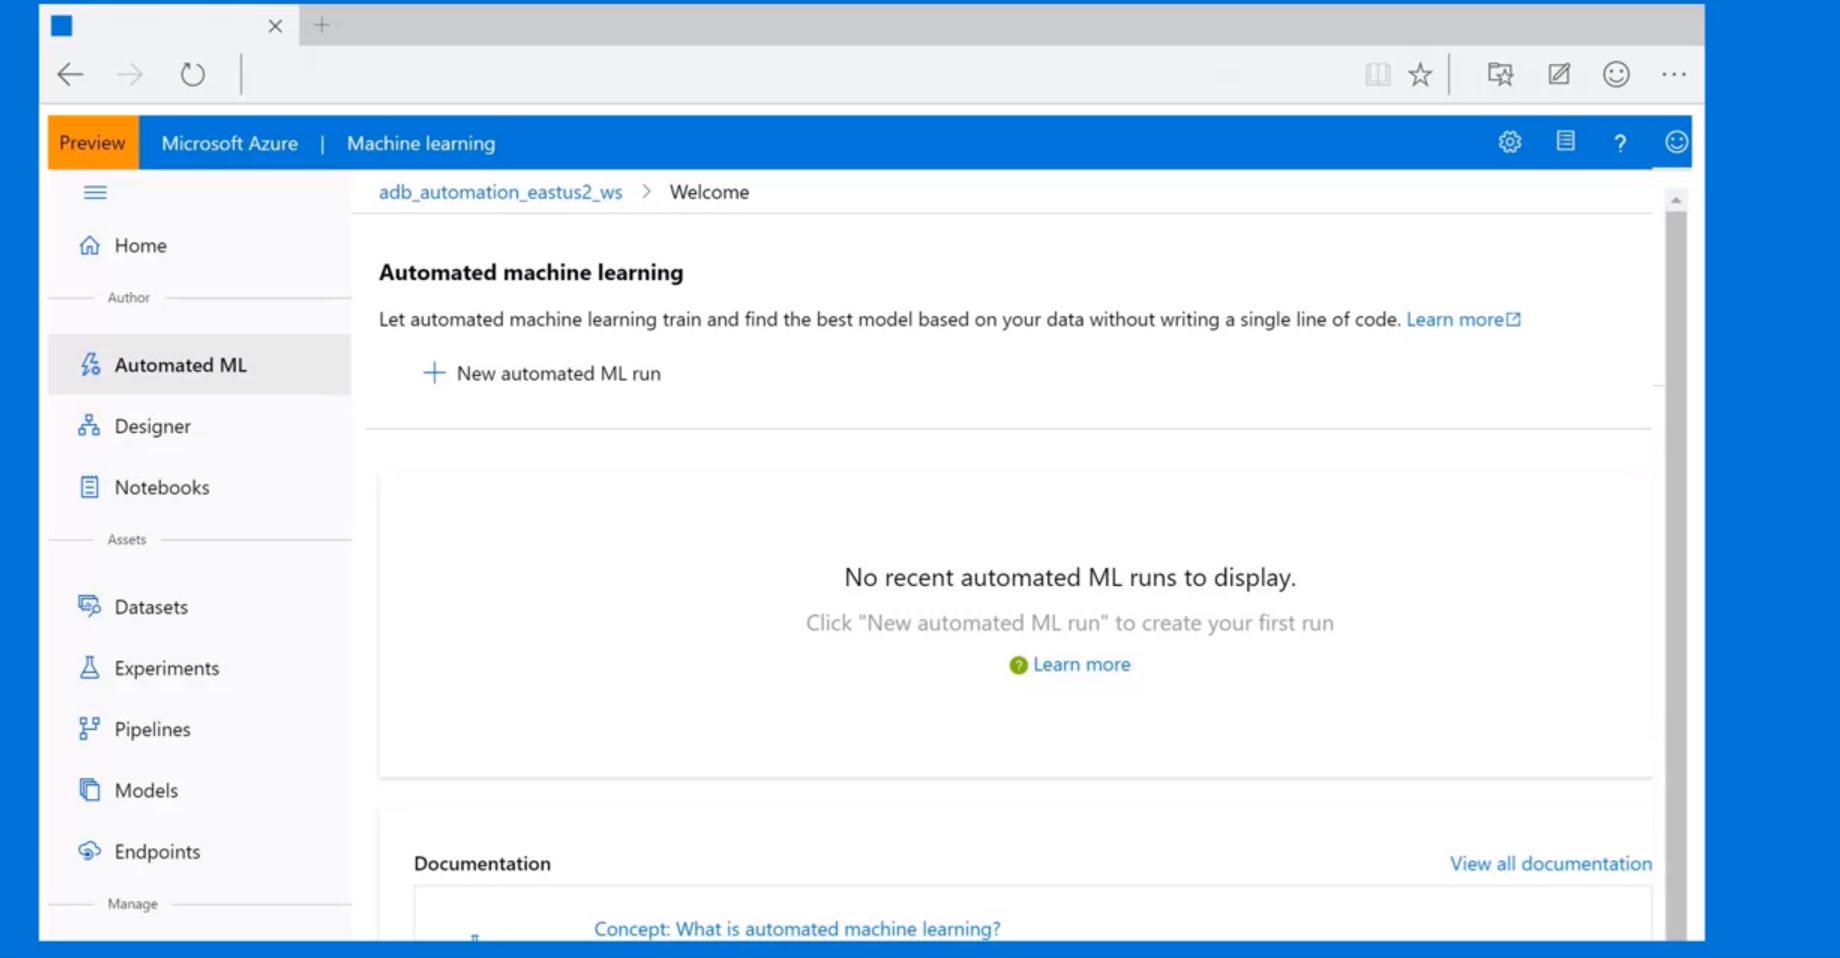 Preview
Microsoft Azure | Machine learning
?
adb_automation_eastus2_ws > Welcome
Home
Author
Automated ML
Designer
Notebooks
Assets
Datasets
Experiments
Pipelines
Models
Endpoints
Manage
Automated machine learning
Let automated machine learning train and find the best model based on your data without writing a single line of code. Learn more
New automated ML run
No recent automated ML runs to display.
Click "New automated ML run" to create your first run
Learn more
Documentation
View all documentation
Concept: What is automated machine learning?